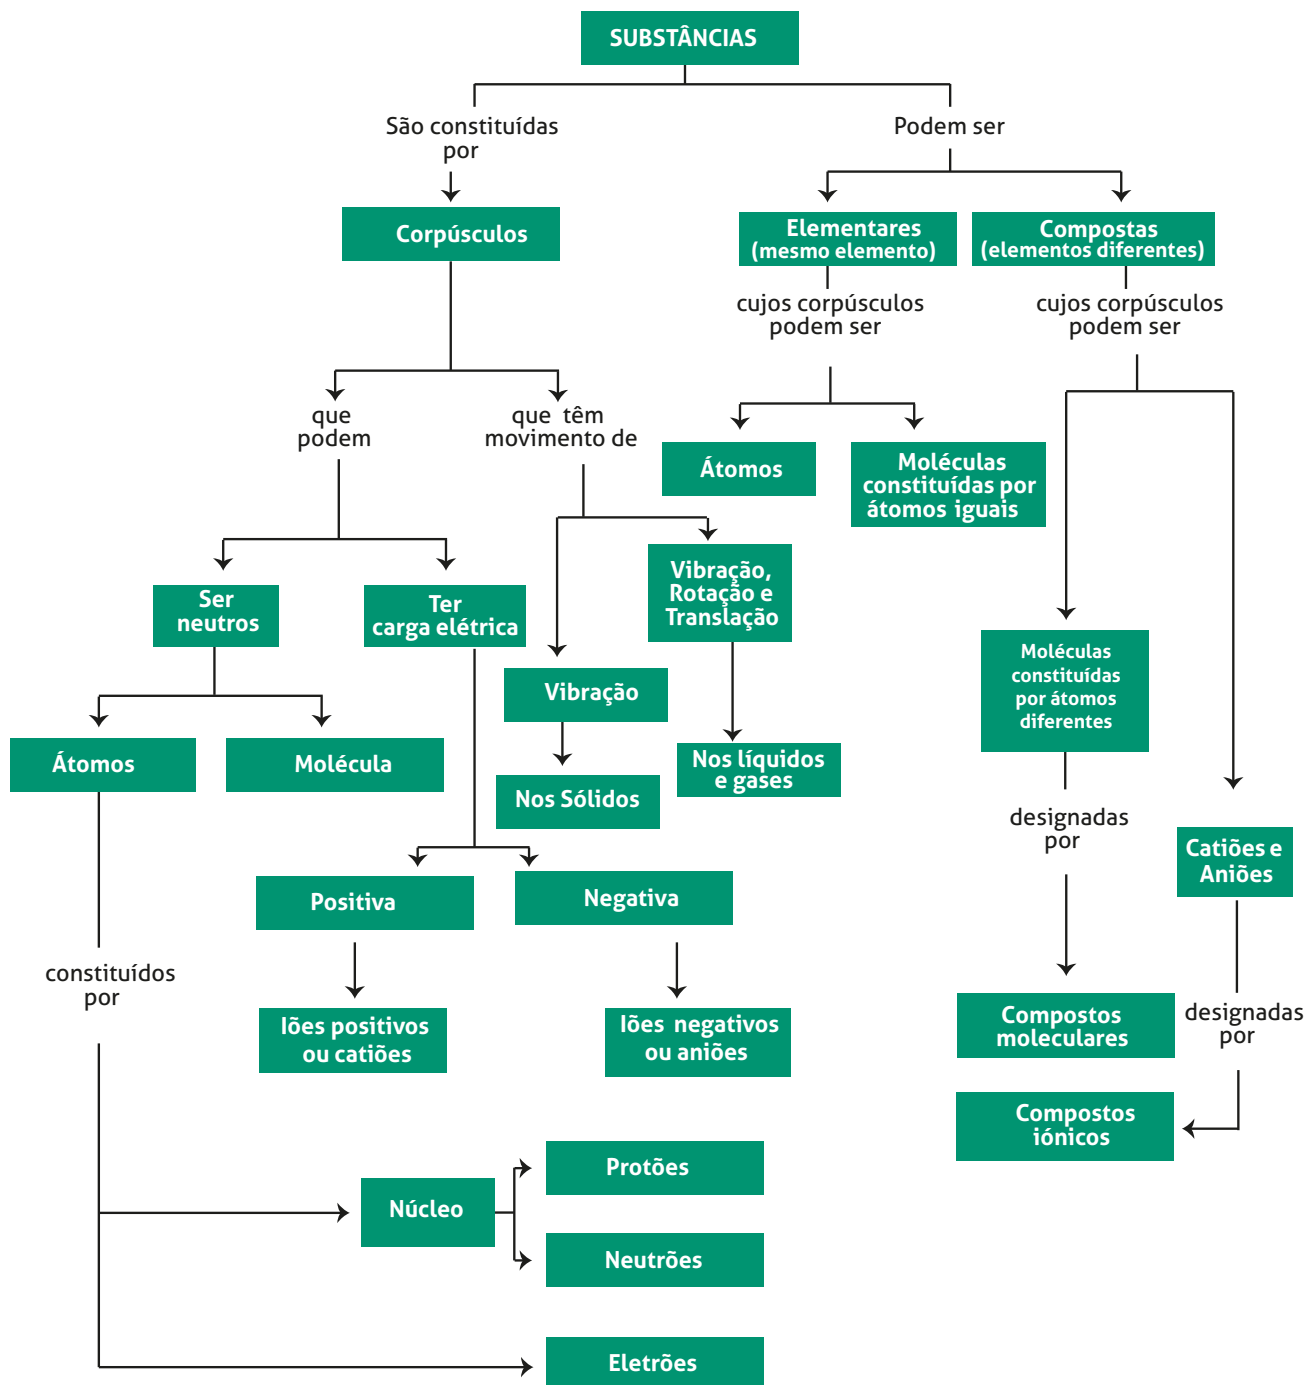 SUBSTÂNCIAS
São constituídas
por
Podem ser
Corpúsculos
Elementares
(mesmo elemento)
Compostas
(elementos diferentes)
cujos corpúsculos
podem ser
cujos corpúsculos
podem ser
que
podem
que têm
movimento de
Átomos
Moléculas
constituídas por
átomos iguais
Ser
neutros
Ter
carga elétrica
Vibração,
Rotação e
Translação
Vibração
Moléculas
constituídas
por átomos
diferentes
Átomos
Molécula
Nos Sólidos
Nos líquidos
e gases
designadas
por
Catiões e
Aniões
Positiva
Negativa
constituídos
por
Iões positivos
ou catiões
Iões negativos
ou aniões
Compostos
moleculares
designadas
por
Compostos
iónicos
Protões
Núcleo
Neutrões
Eletrões